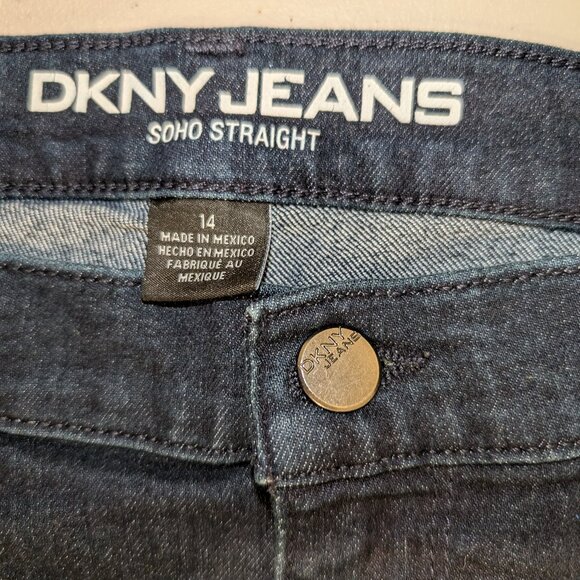 DKNY JEANS
SOHO STRAIGHT
14
MADE IN MEXICO
HECHO EN MEXICO
FABRIQUÉ AU
MEXIQUE
DKNY
JEANS